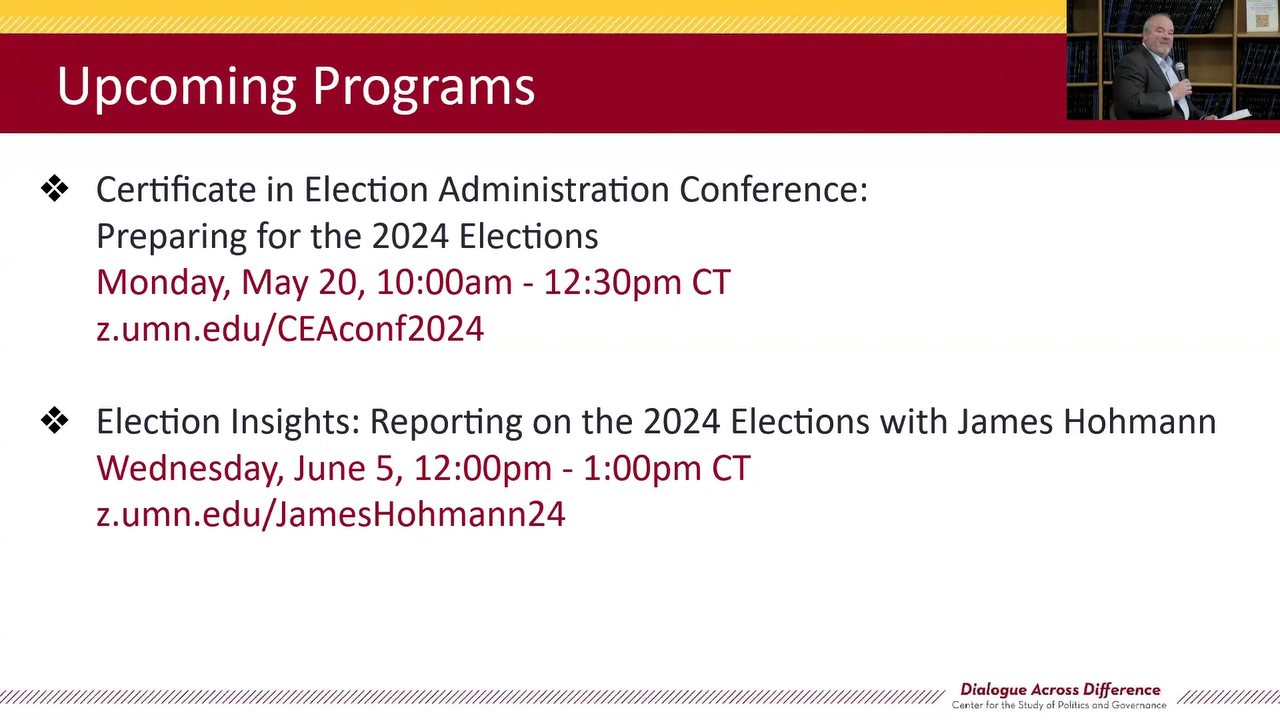 Upcoming Programs
❖ Certificate in Election Administration Conference:
Preparing for the 2024 Elections
Monday, May 20, 10:00am - 12:30pm CT
z.umn.edu/CEAconf2024
❖ Election Insights: Reporting on the 2024 Elections with James Hohmann
Wednesday, June 5, 12:00pm - 1:00pm CT
z.umn.edu/JamesHohmann24
Dialogue Across Difference
Center for the Study of Politics and Governance